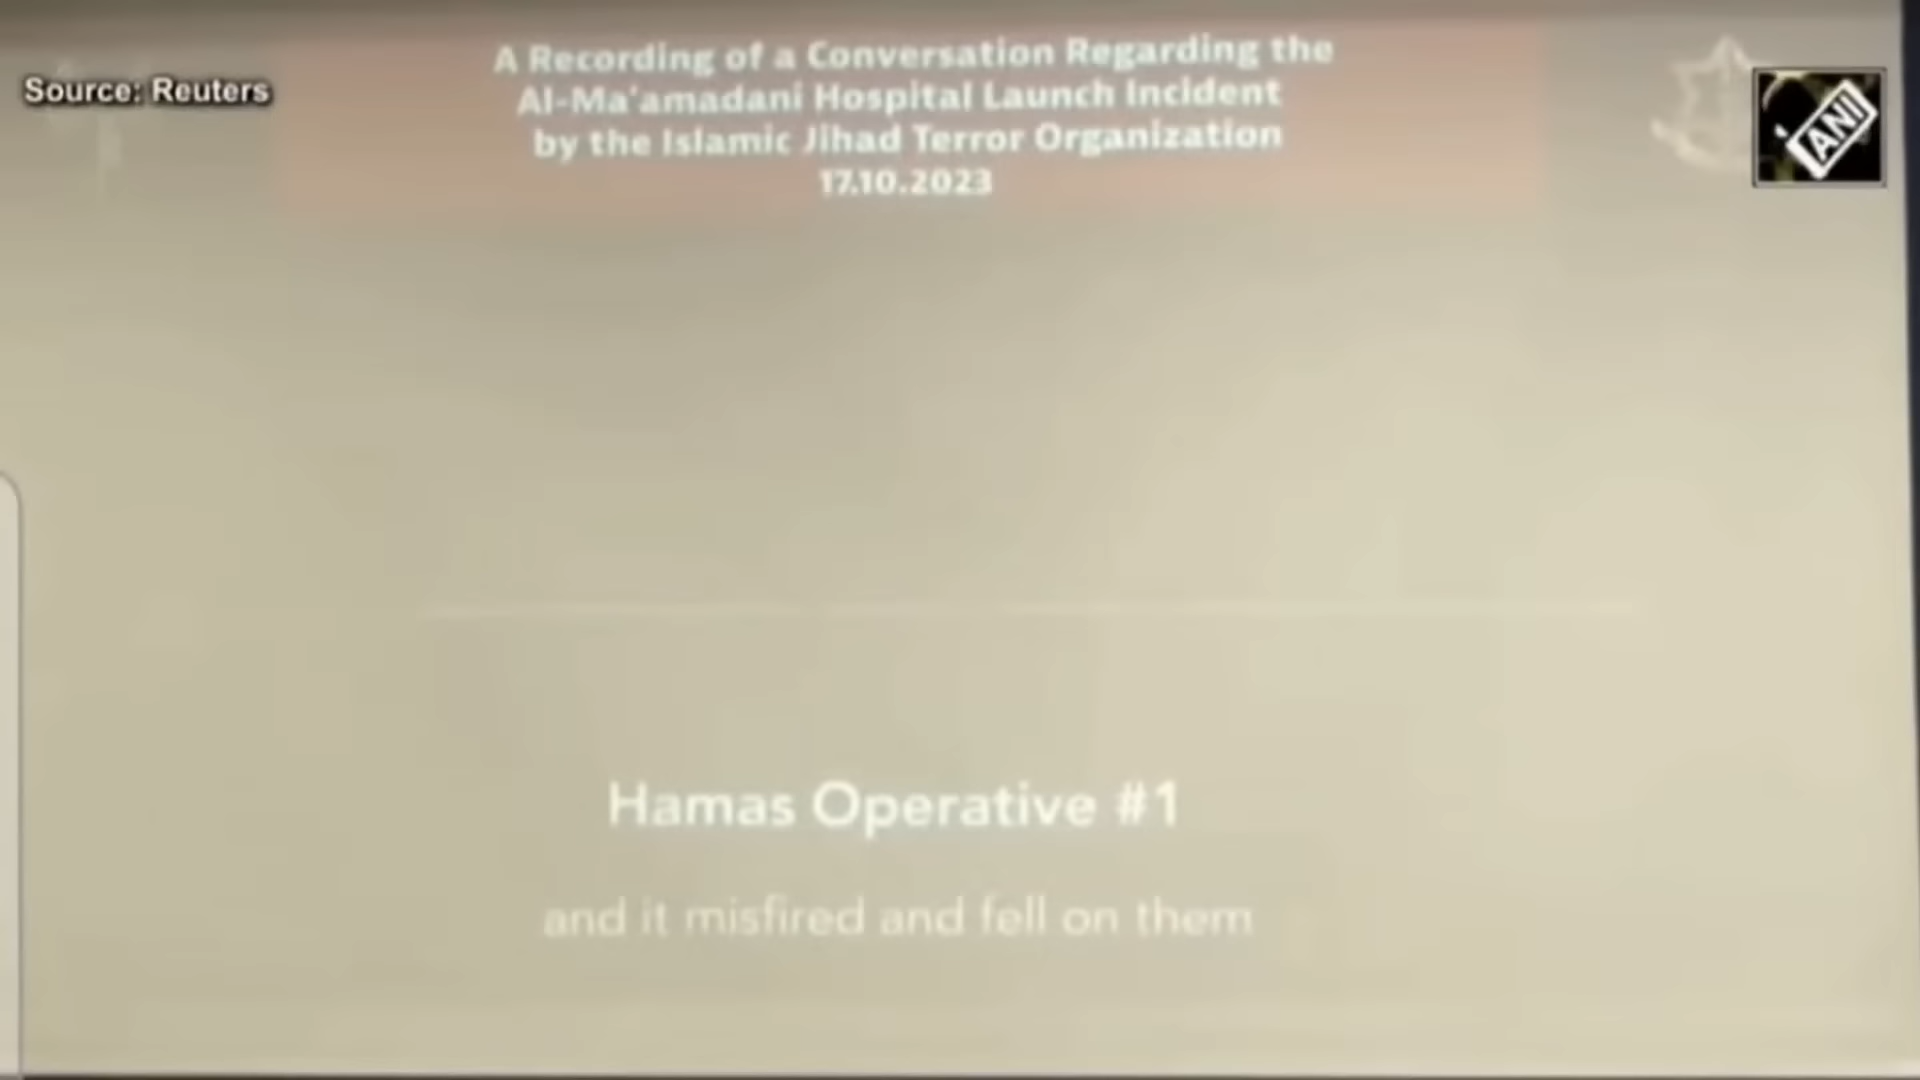 Source: Reuters
A Recording of a Conversation Regarding the
Al-Ma'amadani Hospital Launch Incident
by the Islamic Jihad Terror Organization
17.10.2023
ANI
Hamas Operative #1
and it misfired and fell on them